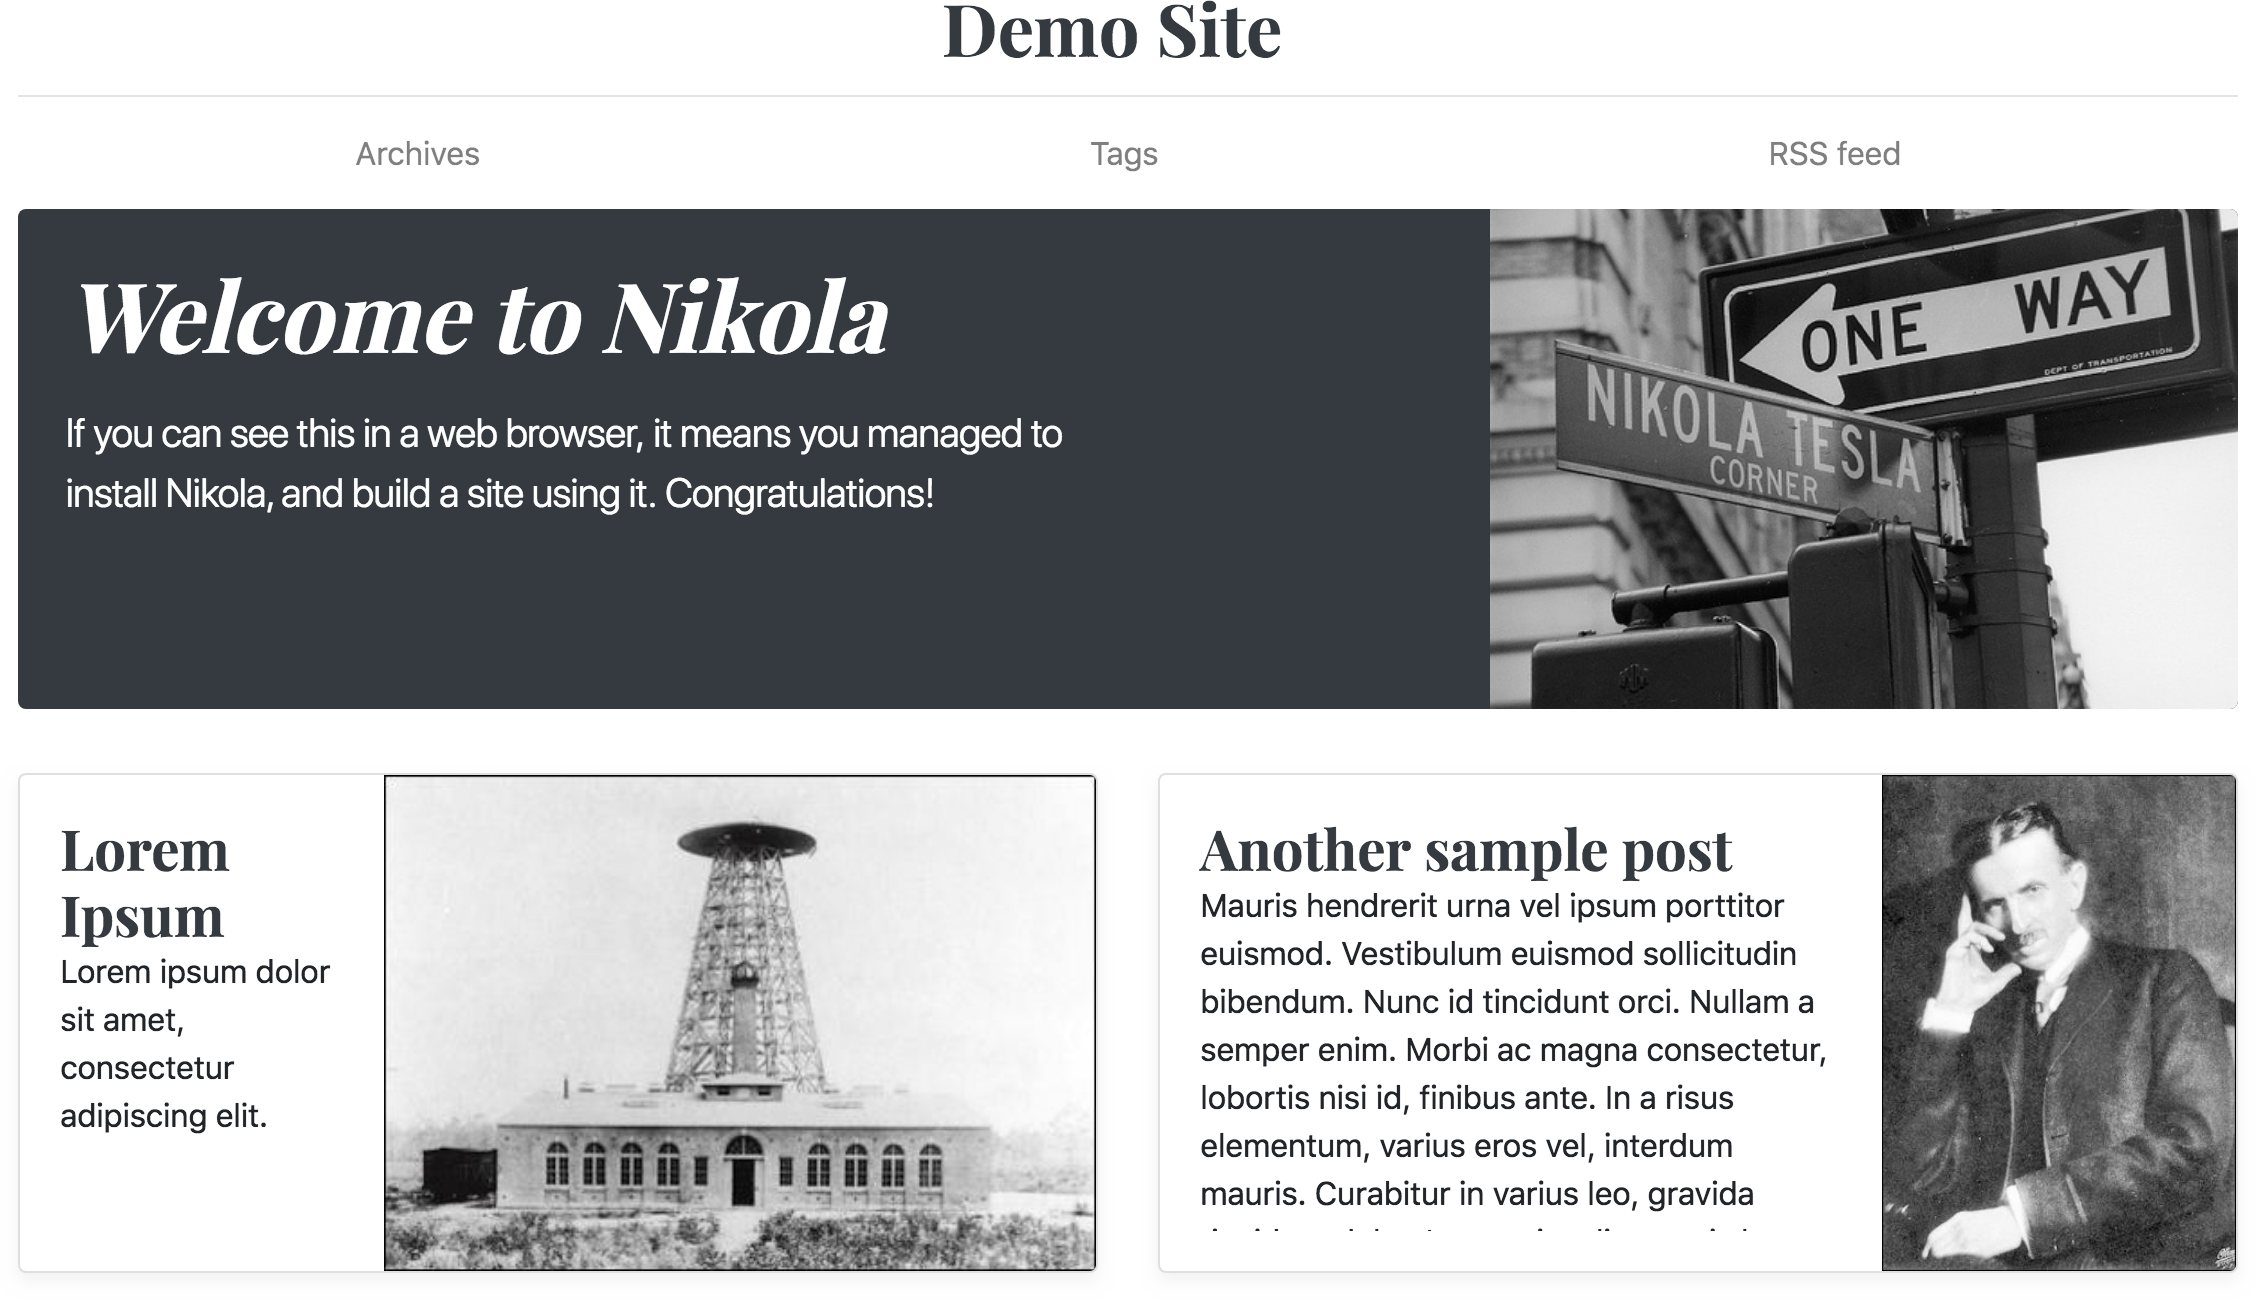 Demo Site
Archives
Tags
RSS feed
Welcome to Nikola
If you can see this in a web browser, it means you managed to
install Nikola, and build a site using it. Congratulations!
ONE WAY
DEPT OF TRANSPORTATION
NIKOLA TESLA
CORNER
Lorem
Ipsum
Lorem ipsum dolor
sit amet,
consectetur
adipiscing elit.
Another sample post
Mauris hendrerit urna vel ipsum porttitor
euismod. Vestibulum euismod sollicitudin
bibendum. Nunc id tincidunt orci. Nullam a
semper enim. Morbi ac magna consectetur,
lobortis nisi id, finibus ante. In a risus
elementum, varius eros vel, interdum
mauris. Curabitur in varius leo, gravida